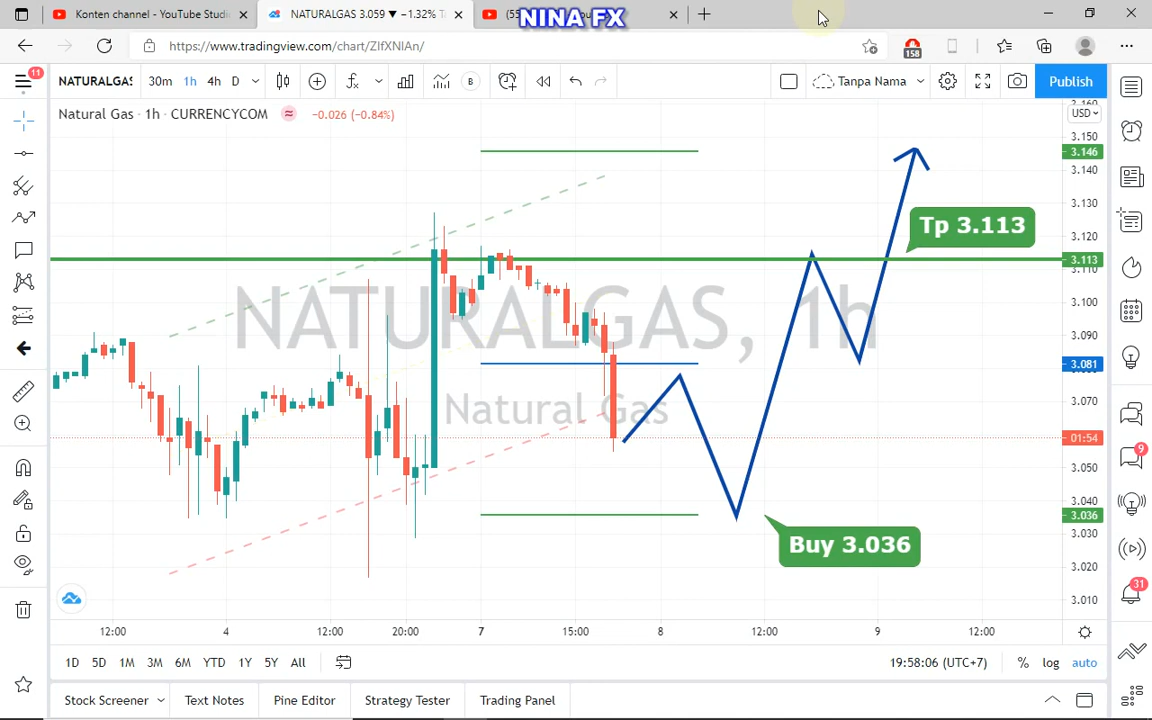 Konten channel - YouTube Studi
NATURALGAS 3.059 ▼ −1.32% T
NINA FX
https://www.tradingview.com/chart/ZIfXNIAn/
158
11
NATURALGAS
30m
1h
4h
D
B
Tanpa Nama
Publish
Natural Gas · 1h · CURRENCYCOM
−0.026 (−0.84%)
USD
3.160
3.150
3.146
3.140
3.130
3.120
3.113
3.110
3.100
3.090
3.081
3.070
01:54
3.050
3.040
3.036
3.030
3.020
3.010
Tp 3.113
NATURALGAS, 1h
Natural Gas
Buy 3.036
9
31
12:00
4
12:00
20:00
7
15:00
8
12:00
9
12:00
1D
5D
1M
3M
6M
YTD
1Y
5Y
All
19:58:06 (UTC+7)
%
log
auto
Stock Screener
Text Notes
Pine Editor
Strategy Tester
Trading Panel